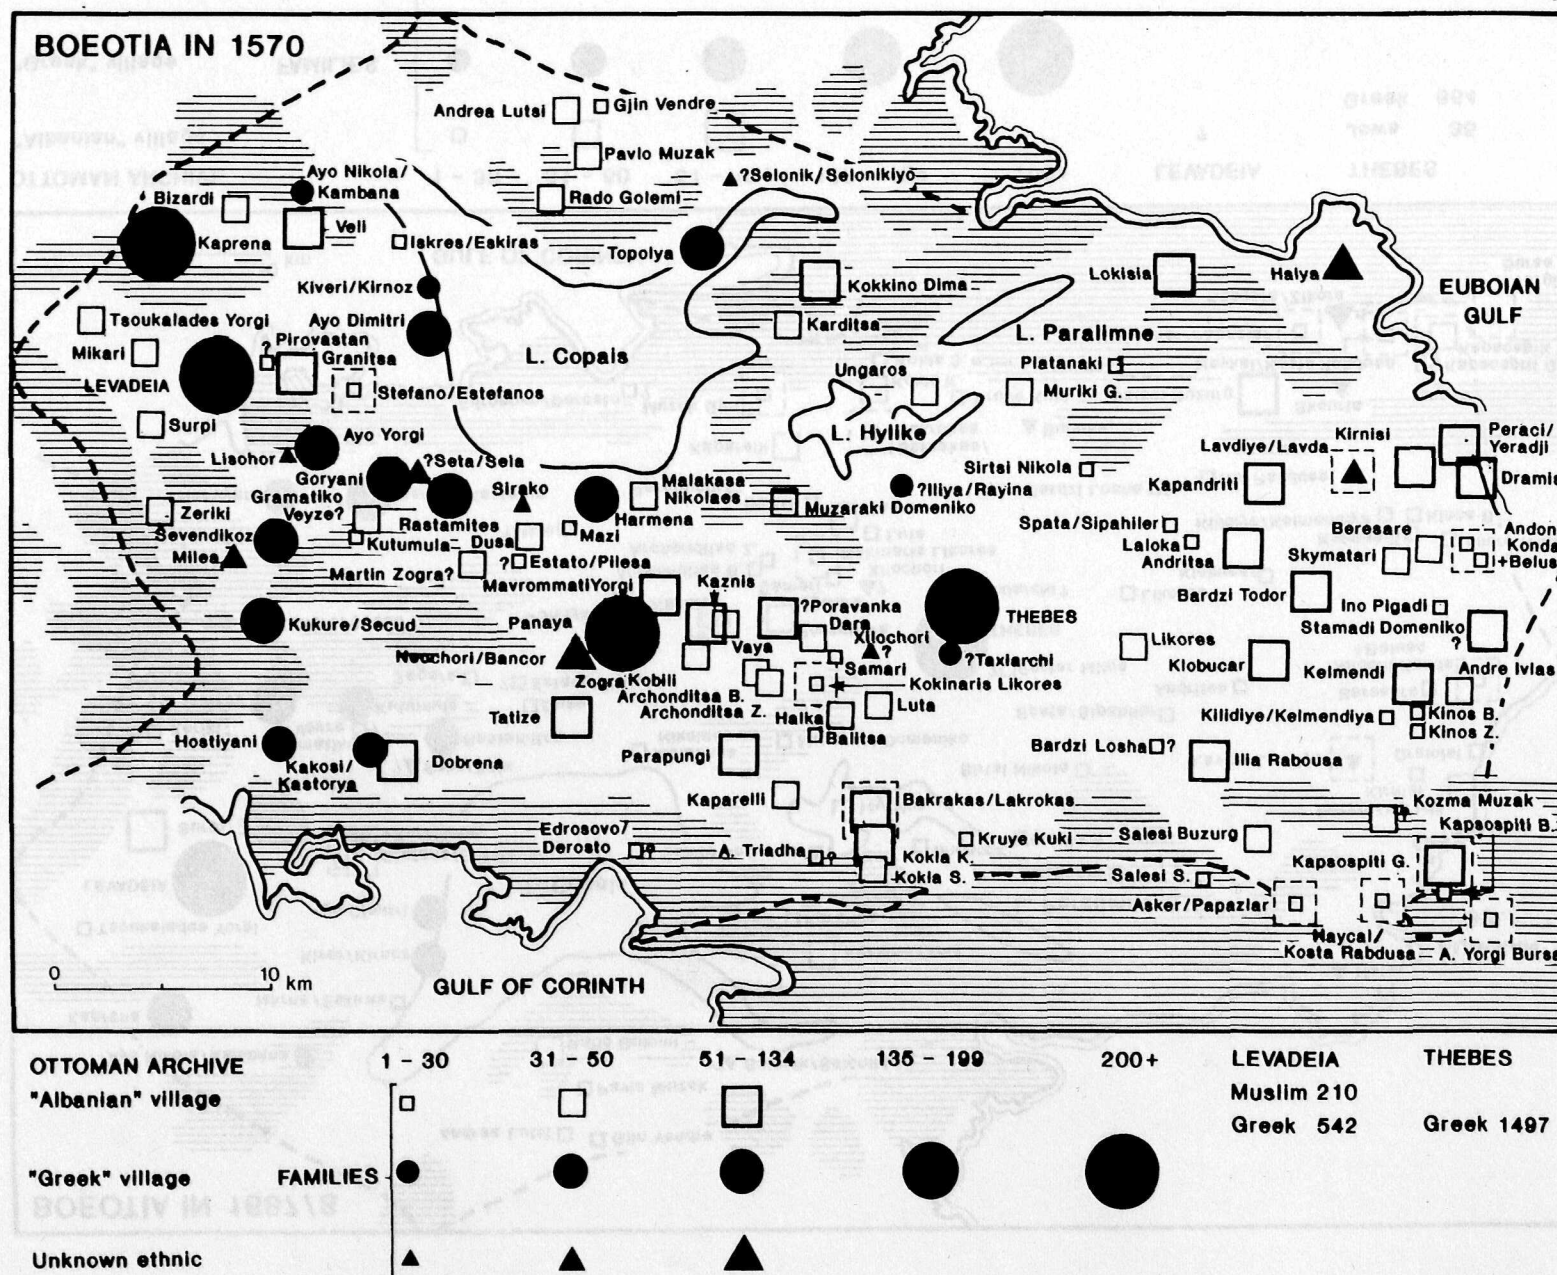 BOEOTIA IN 1570
Andrea Lutsi
Gjin Vendre
Pavlo Muzak
Ayo Nikola/
Kambana
?Selonik/Selonikiyo
Bizardi
Rado Golemi
Kaprena
Veli
Iskres/Eskiras
Topolya
Kokkino Dima
Lokisia
Halya
EUBOIAN
GULF
Kiveri/Kirnoz
Tsoukalades Yorgi
Ayo Dimitri
Karditsa
L. Paralimne
Mikari
?
Pirovastan
Granitsa
L. Copais
Ungaros
Platanaki
LEVADEIA
Stefano/Estefanos
Muriki G.
Surpi
Ayo Yorgi
L. Hylike
Kirnisi
Peraci/
Yeradji
Lisohor
?Seta/Sela
Lavdiye/Lavda
Goryani
Sirako
Malakasa
Nikolaes
Sirtsi Nikola
Kapandriti
Dramis
Gramatiko
Veyze?
?Iliya/Rayina
Zeriki
Rastamites
Harmena
Muzaraki Domeniko
Spata/Sipahiler
Sevendikoz
Dusa
Mazi
Beresare
Andon
Konda
+Belus
Milea
Kutumula
Laloka
Andritsa
Skymatari
Martin Zogra?
? Estato/Pilesa
Mavrommati Yorgi
Kaznis
Bardzi Todor
Ino Pigadi
Kukure/Secud
Panaya
?Poravanka
Dara
THEBES
Stamadi Domeniko
?
Vaya
Xilochori
?
Likores
Neochori/Bancor
Samari
?Taxiarchi
Klobucar
Kelmendi
Andre Ivlas
Zogra Kobili
Archonditsa B.
Archonditsa Z.
Kokinaris Likores
Tatize
Halka
Luta
Kilidiye/Kelmendiya
Kinos B.
Kinos Z.
Hostiyani
Balitsa
Bardzi Losha ?
Kakosi/
Kastorya
Dobrena
Parapungi
Ilia Rabousa
Kaparelli
Bakrakas/Lakrokas
Kozma Muzak
Kapsospiti B.
Edrosovo/
Derosto
Kruye Kuki
Salesi Buzurg
A. Triadha
Kokla K.
Kokla S.
Kapsospiti G.
Salesi S.
Asker/Papazlar
Haycal/
Kosta Rabdusa
A. Yorgi Bursa
0 10 km
GULF OF CORINTH
OTTOMAN ARCHIVE 1 - 30 31 - 50 51 - 134 135 - 199 200+ LEVADEIA THEBES
"Albanian" village
Muslim 210
Greek 542 Greek 1497
"Greek" village FAMILIES
Unknown ethnic